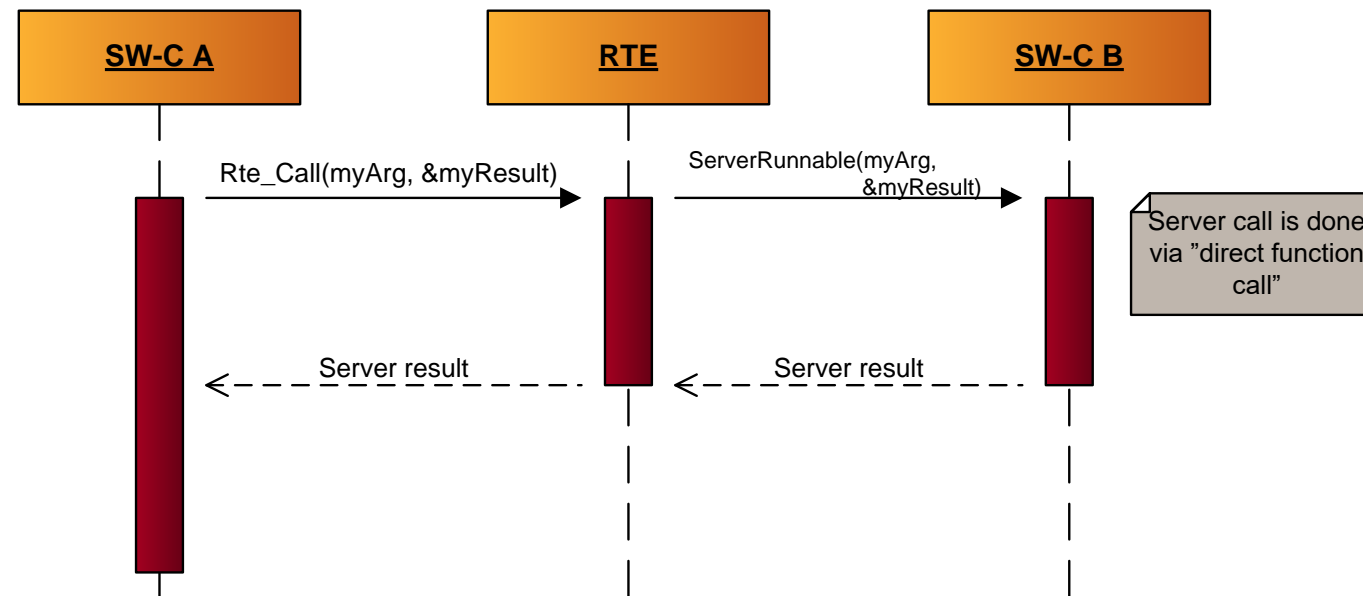 SW-C A
RTE
SW-C B
Rte_Call(myArg, &myResult)
ServerRunnable(myArg,
&myResult)
Server call is done
via ”direct function
call”
Server result
Server result